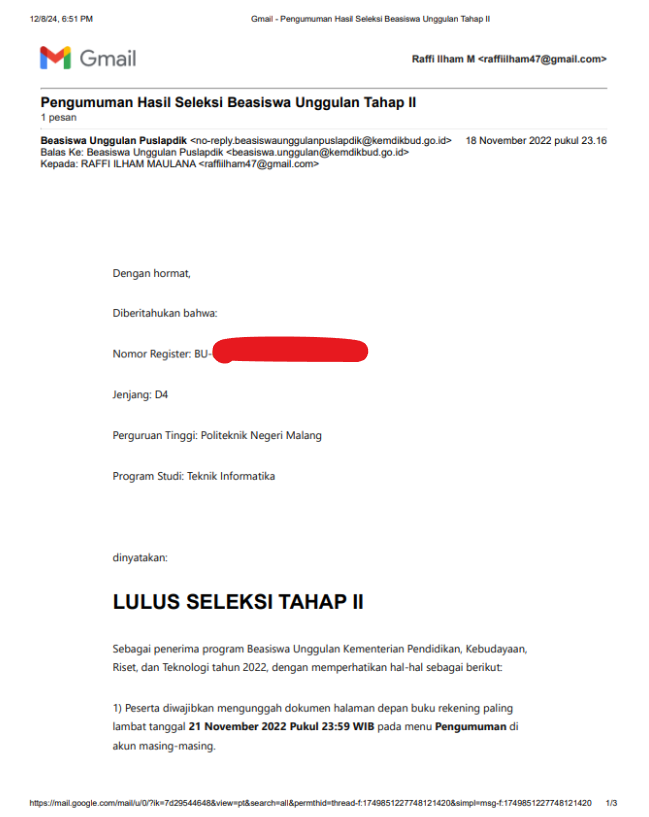 12/8/24, 6:51 PM
Gmail - Pengumuman Hasil Seleksi Beasiswa Unggulan Tahap II
Gmail
Raffi Ilham M <raffiilham47@gmail.com>
Pengumuman Hasil Seleksi Beasiswa Unggulan Tahap II
1 pesan
Beasiswa Unggulan Puslapdik <no-reply.beasiswaunggulanpuslapdik@kemdikbud.go.id> 18 November 2022 pukul 23.16
Balas Ke: Beasiswa Unggulan Puslapdik <beasiswa.unggulan@kemdikbud.go.id>
Kepada: RAFFI ILHAM MAULANA <raffiilham47@gmail.com>
Dengan hormat,
Diberitahukan bahwa:
Nomor Register: BU-
Jenjang: D4
Perguruan Tinggi: Politeknik Negeri Malang
Program Studi: Teknik Informatika
dinyatakan:
LULUS SELEKSI TAHAP II
Sebagai penerima program Beasiswa Unggulan Kementerian Pendidikan, Kebudayaan,
Riset, dan Teknologi tahun 2022, dengan memperhatikan hal-hal sebagai berikut:
1) Peserta diwajibkan mengunggah dokumen halaman depan buku rekening paling
lambat tanggal 21 November 2022 Pukul 23:59 WIB pada menu Pengumuman di
akun masing-masing.
https://mail.google.com/mail/u/0/?ik=7d29544648&view=pt&search=all&permthid=thread-f:1749851227748121420&simpl=msg-f:1749851227748121420 1/3